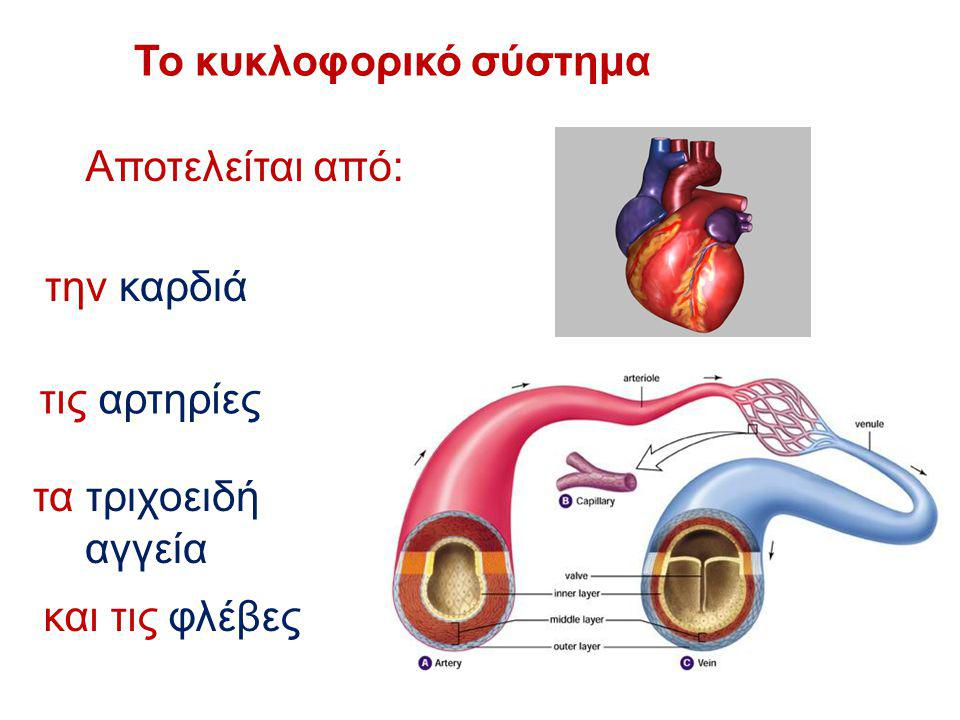 Το κυκλοφορικό σύστημα
Αποτελείται από:
την καρδιά
τις αρτηρίες
τα τριχοειδή
αγγεία
και τις φλέβες
arteriole
venule
B Capillary
valve
inner layer
middle layer
outer layer
A Artery
C Vein